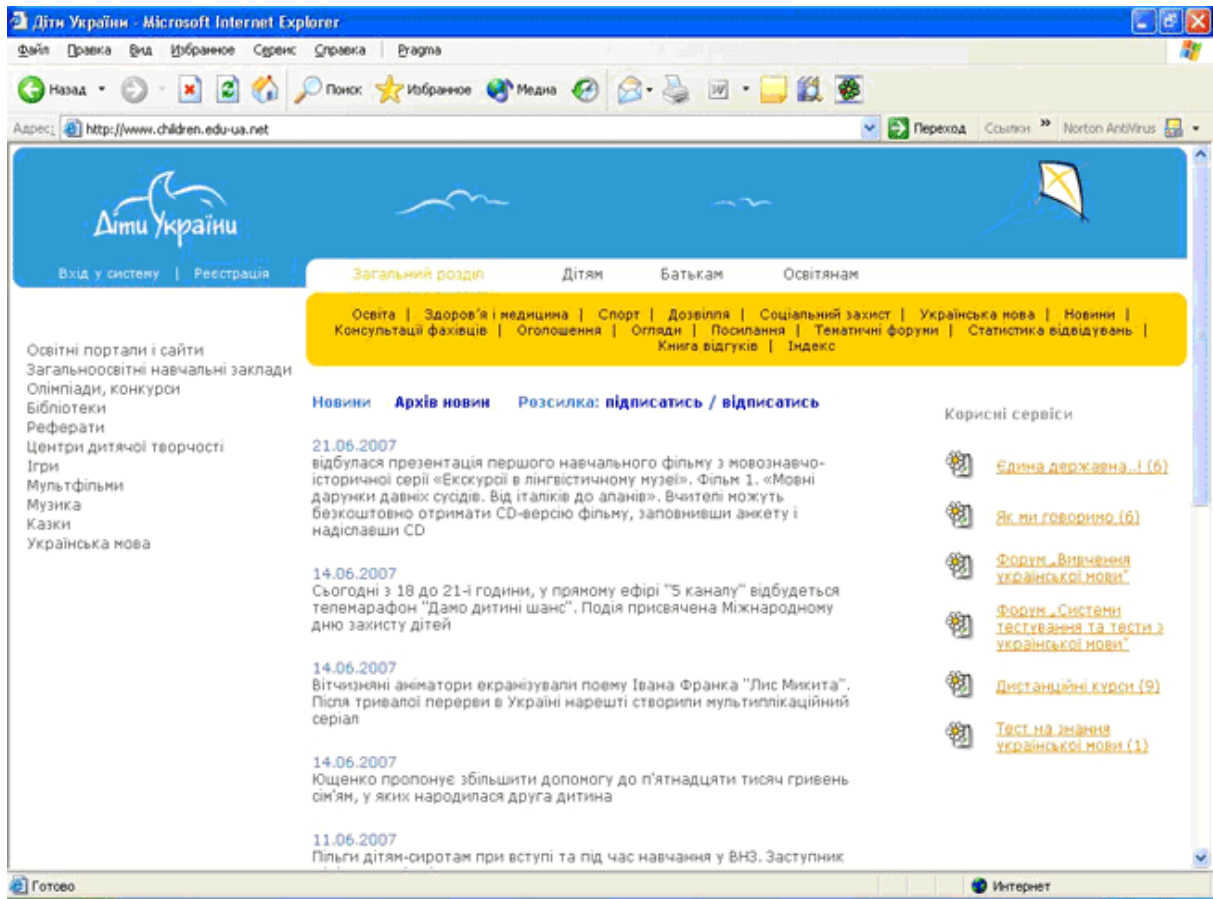 Діти України - Microsoft Internet Explorer
Файл Правка Вид Избранное Сервис Справка Pragma
Назад Поиск Избранное Медиа
Адрес: http://www.children.edu-ua.net Переход Ссылки » Norton AntiVirus
Діти України
Вхід у систему | Реєстрація
Загальний розділ Дітям Батькам Освітянам
Освіта | Здоров'я і медицина | Спорт | Дозвілля | Соціальний захист | Українська мова | Новини |
Консультації фахівців | Оголошення | Огляди | Посилання | Тематичні форуми | Статистика відвідувань |
Книга відгуків | Індекс
Освітні портали і сайти
Загальноосвітні навчальні заклади
Олімпіади, конкурси
Бібліотеки
Реферати
Центри дитячої творчості
Ігри
Мультфільми
Музика
Казки
Українська мова
Новини Архів новин Розсилка: підписатись / відписатись
21.06.2007
відбулася презентація першого навчального фільму з мовознавчо-
історичної серії «Екскурсії в лінгвістичному музеї». Фільм 1. «Мовні
дарунки давніх сусідів. Від італіків до аланів». Вчителі можуть
безкоштовно отримати CD-версію фільму, заповнивши анкету і
надіславши CD
14.06.2007
Сьогодні з 18 до 21-ї години, у прямому ефірі "5 каналу" відбудеться
телемарафон "Дамо дитині шанс". Подія присвячена Міжнародному
дню захисту дітей
14.06.2007
Вітчизняні аніматори екранізували поему Івана Франка "Лис Микита".
Після тривалої перерви в Україні нарешті створили мультиплікаційний
серіал
14.06.2007
Ющенко пропонує збільшити допомогу до п'ятнадцяти тисяч гривень
сім'ям, у яких народилася друга дитина
11.06.2007
Пільги дітям-сиротам при вступі та під час навчання у ВНЗ. Заступник
Корисні сервіси
Єдина державна..! (6)
Як ми говоримо (6)
Форум „Вивчення
української мови"
Форум „Системи
тестування та тести з
української мови"
Дистанційні курси (9)
Тест на знання
української мови (1)
Готово Интернет